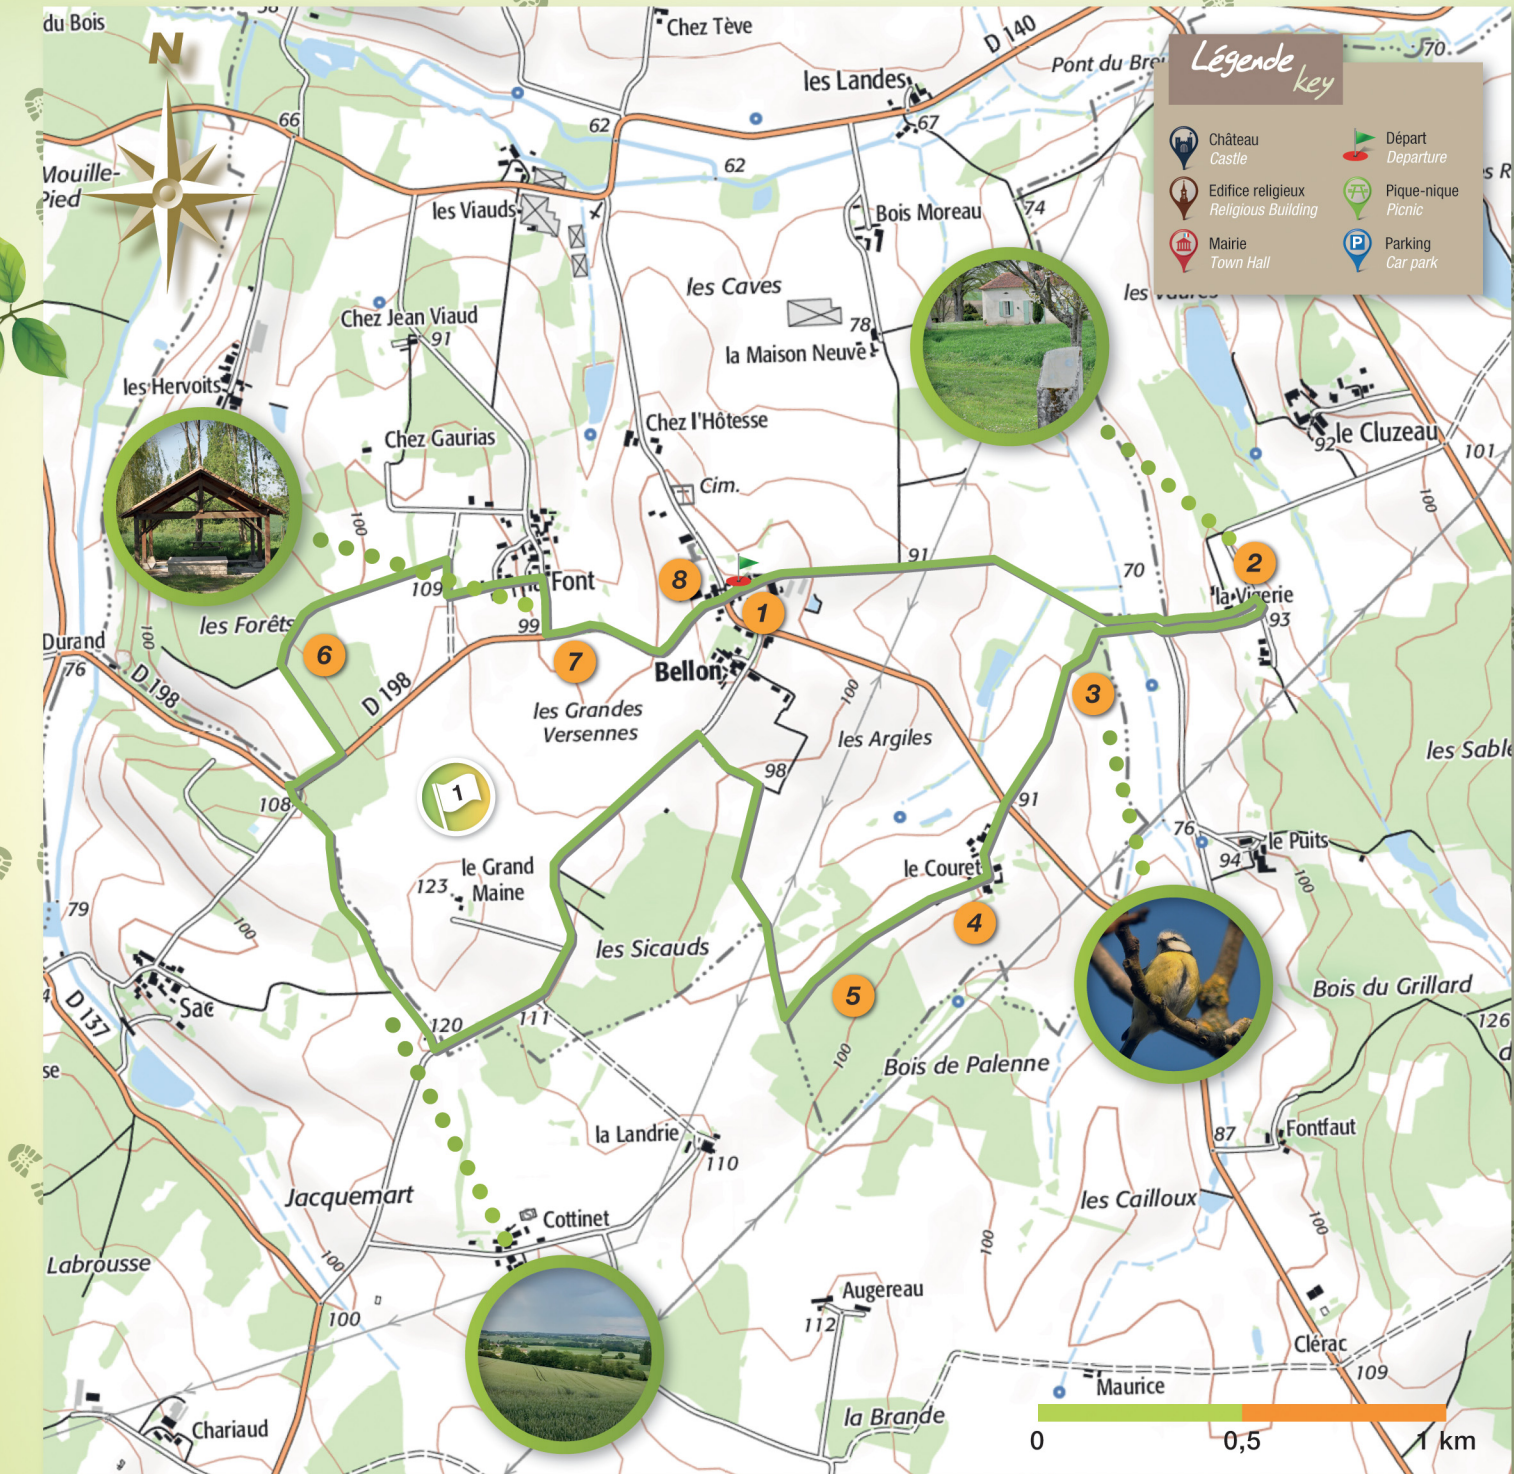 du Bois
58
Chez Tève
D 140
N
Légende
key
Château
Castle
Départ
Departure
Edifice religieux
Religious Building
Pique-nique
Picnic
Mairie
Town Hall
Parking
Car park
70
Pont du Breu
les Landes
67
66
62
62
Mouille-
Pied
les Viauds
Bois Moreau
74
les Caves
les Vaures
Chez Jean Viaud
91
78
la Maison Neuve
les Hervoits
Chez l'Hôtesse
Chez Gaurias
le Cluzeau
92
101
Cim.
100
100
91
70
2
8
109
la Font
la Vigerie
93
1
les Forêts
99
100
Durand
76
6
7
Bellon
3
D 198
D 198
100
les Grandes
Versennes
les Argiles
les Sable
98
1
108
91
76
le Puits
94
le Couret
le Grand
Maine
123
100
79
100
4
les Sicauds
5
Bois du Grillard
Sac
4
D 137
120
111
126
d
100
Bois de Palenne
se
la Landrie
110
87
Fontfaut
Jacquemart
les Cailloux
Cottinet
100
100
100
Labrousse
Augereau
112
100
Clérac
109
Maurice
la Brande
Chariaud
0
0,5
1 km